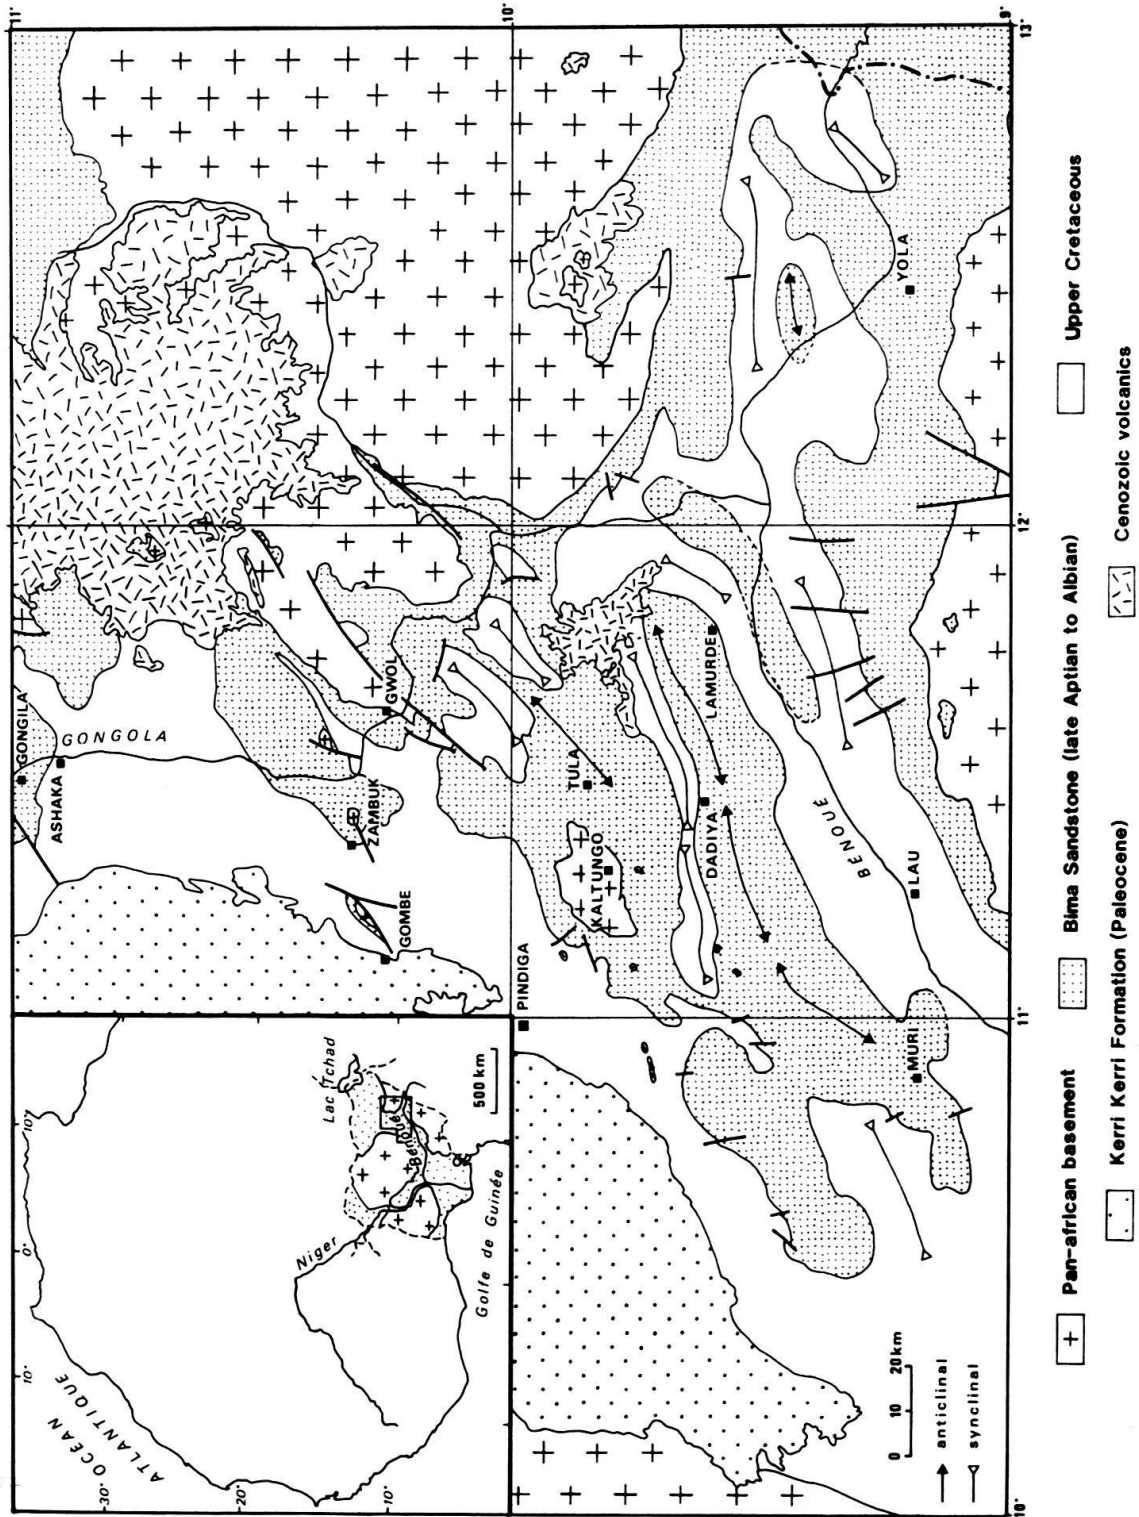 11°
10°
9°
13°
12°
11°
10°
GONGILA
ASHAKA
GONGOLA
ZAMBUK
GWOL
GOMBE
PINDIGA
KALTUNGO
TULA
DADIYA
LAMURDE
BENOUÉ
LAU
MURI
YOLA
OCÉAN
ATLANTIQUE
30°
20°
10°
10°
0°
10°
Lac Tchad
Niger
Bénoué
Golfe de Guinée
500 km
0 10 20km
anticlinal
synclinal
Pan-african basement
Bima Sandstone (late Aptian to Albian)
Upper Cretaceous
Kerri Kerri Formation (Paleocene)
Cenozoic volcanics